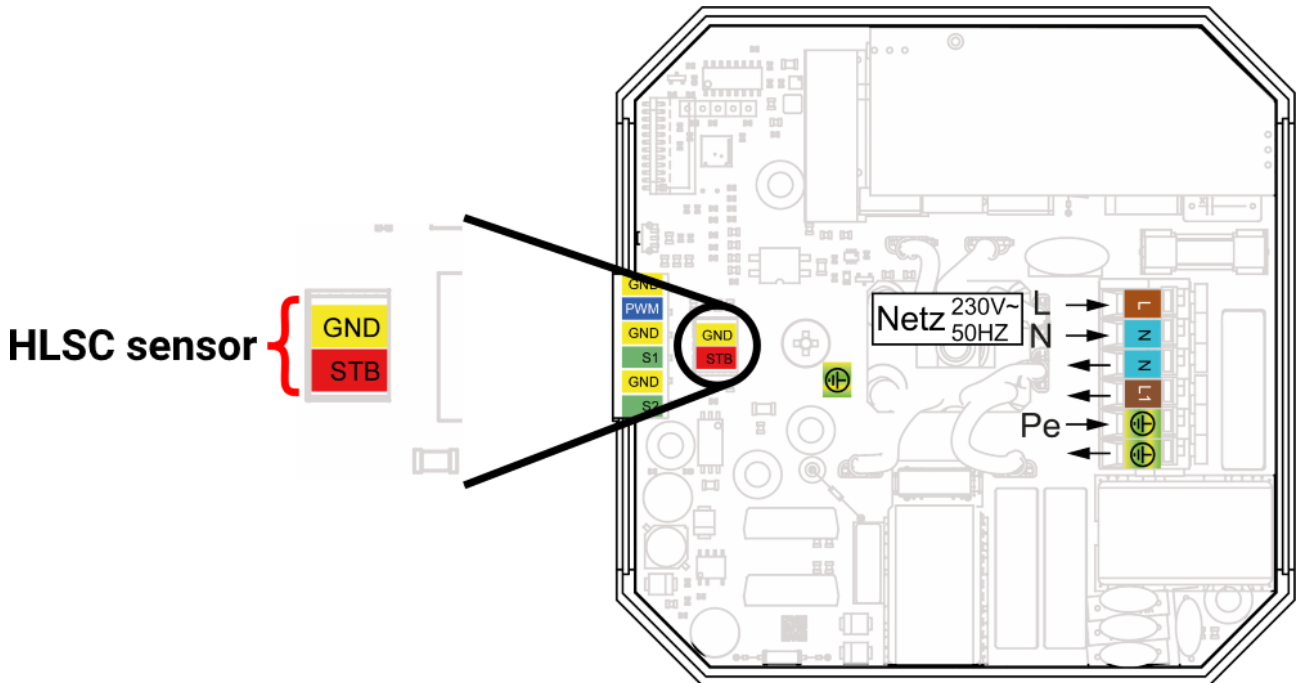 HLSC sensor
GND
STB
GND
PWM
GND
S1
GND
S2
GND
STB
Netz 230V~
50HZ
L
N
Pe
L
N
N
L1